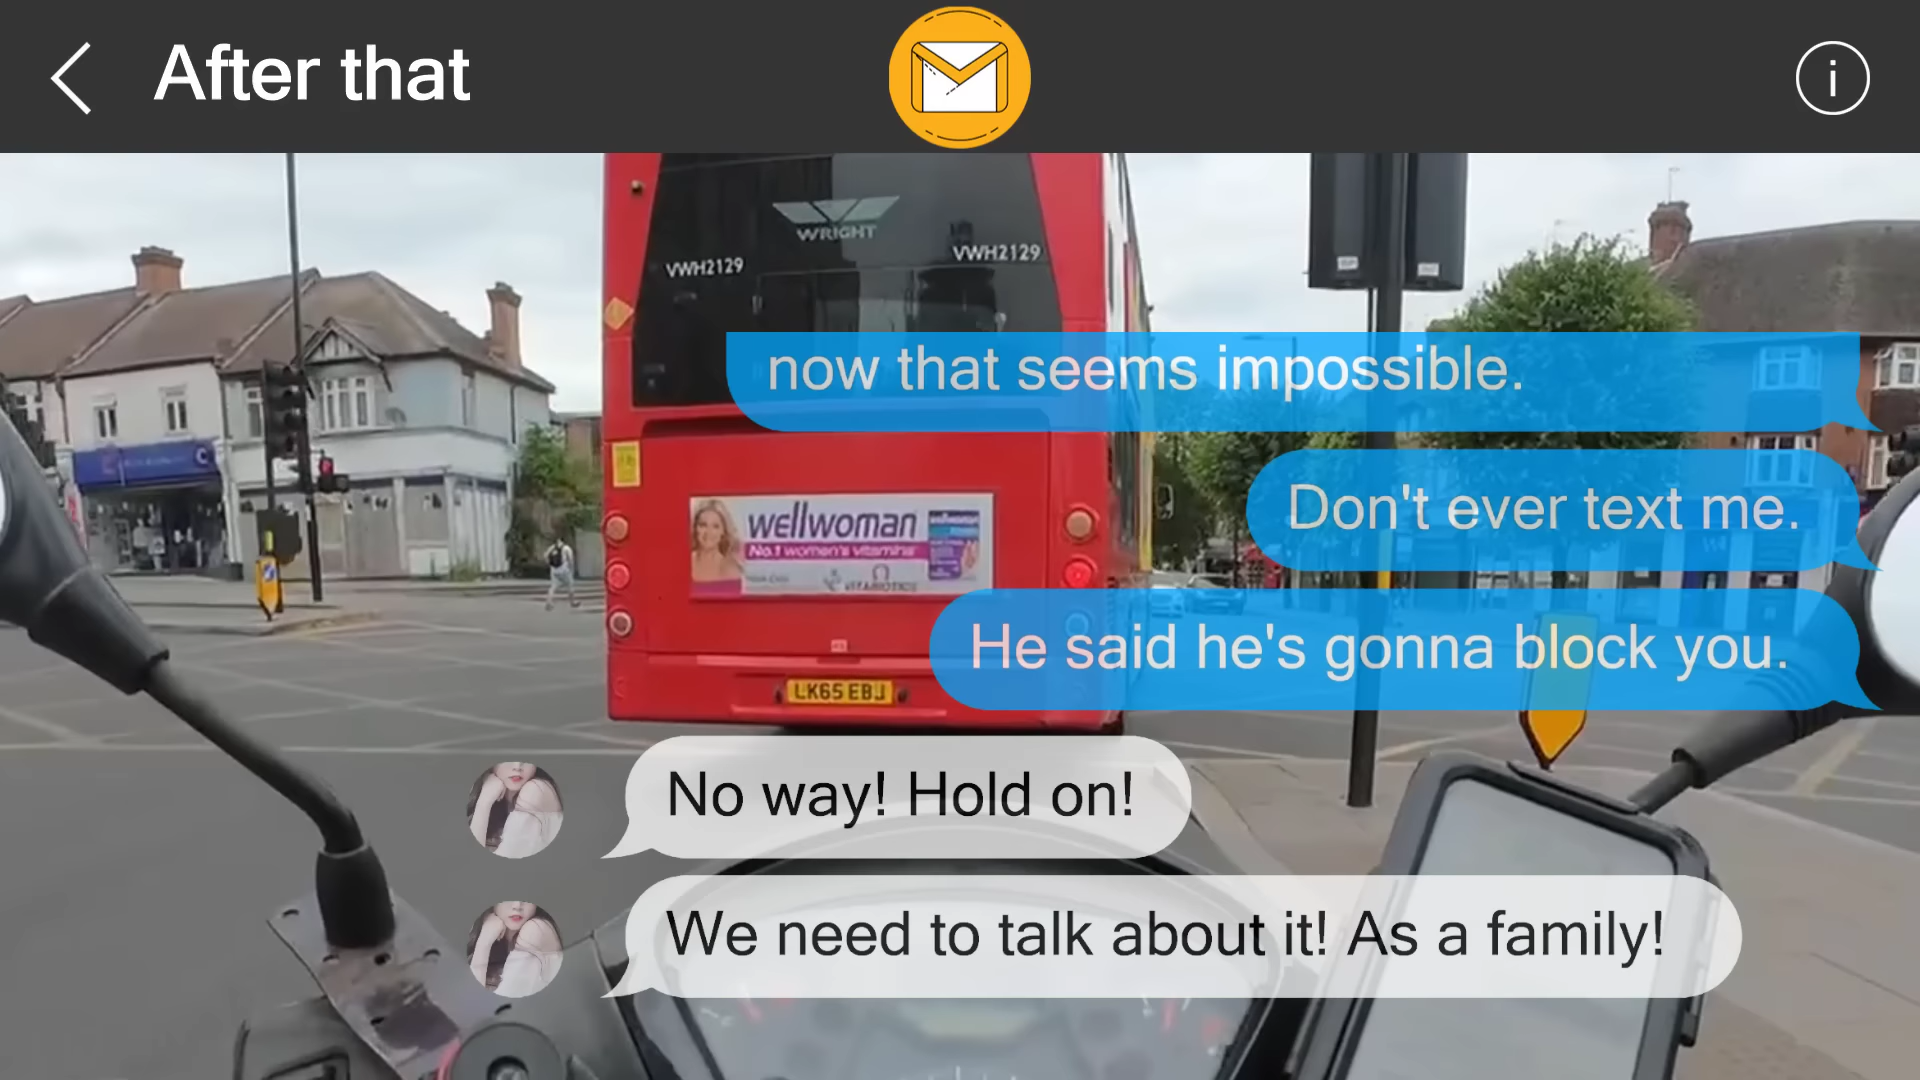 After that
WRIGHT
VWH2129
VWH2129
now that seems impossible.
Don't ever text me.
wellwoman
No.1 women's vitamins
VITABIOTICS
He said he's gonna block you.
LK65 EBJ
No way! Hold on!
We need to talk about it! As a family!